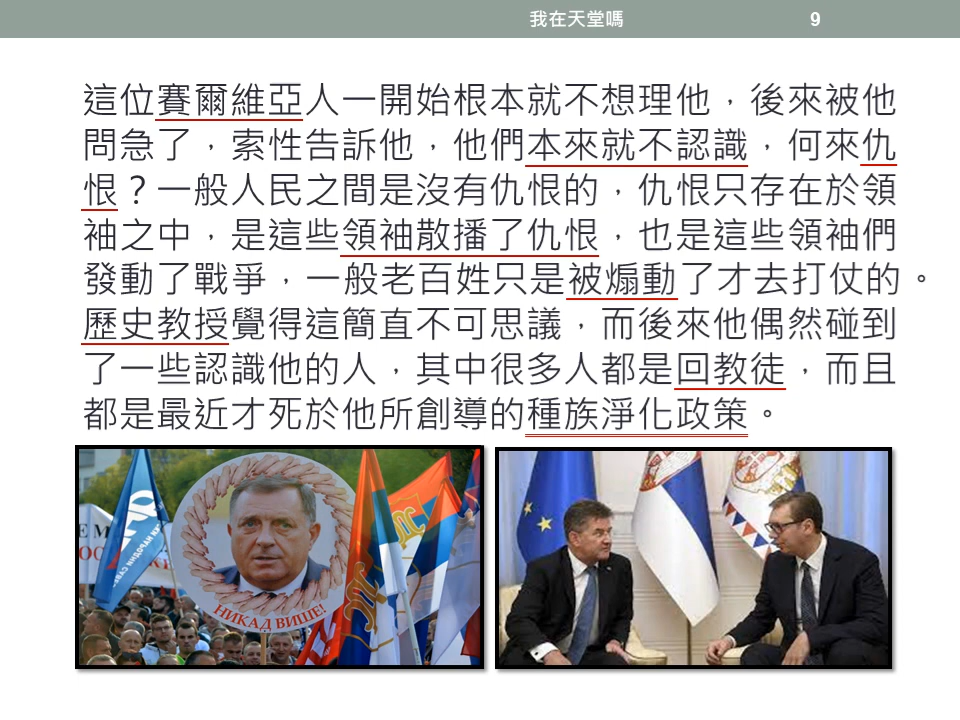 我在天堂嗎
9
這位賽爾維亞人一開始根本就不想理他，後來被他
問急了，索性告訴他，他們本來就不認識，何來仇
恨？一般人民之間是沒有仇恨的，仇恨只存在於領
袖之中，是這些領袖散播了仇恨，也是這些領袖們
發動了戰爭，一般老百姓只是被煽動了才去打仗的。
歷史教授覺得這簡直不可思議，而後來他偶然碰到
了一些認識他的人，其中很多人都是回教徒，而且
都是最近才死於他所創導的種族淨化政策。
НИКАД ВИШЕ!